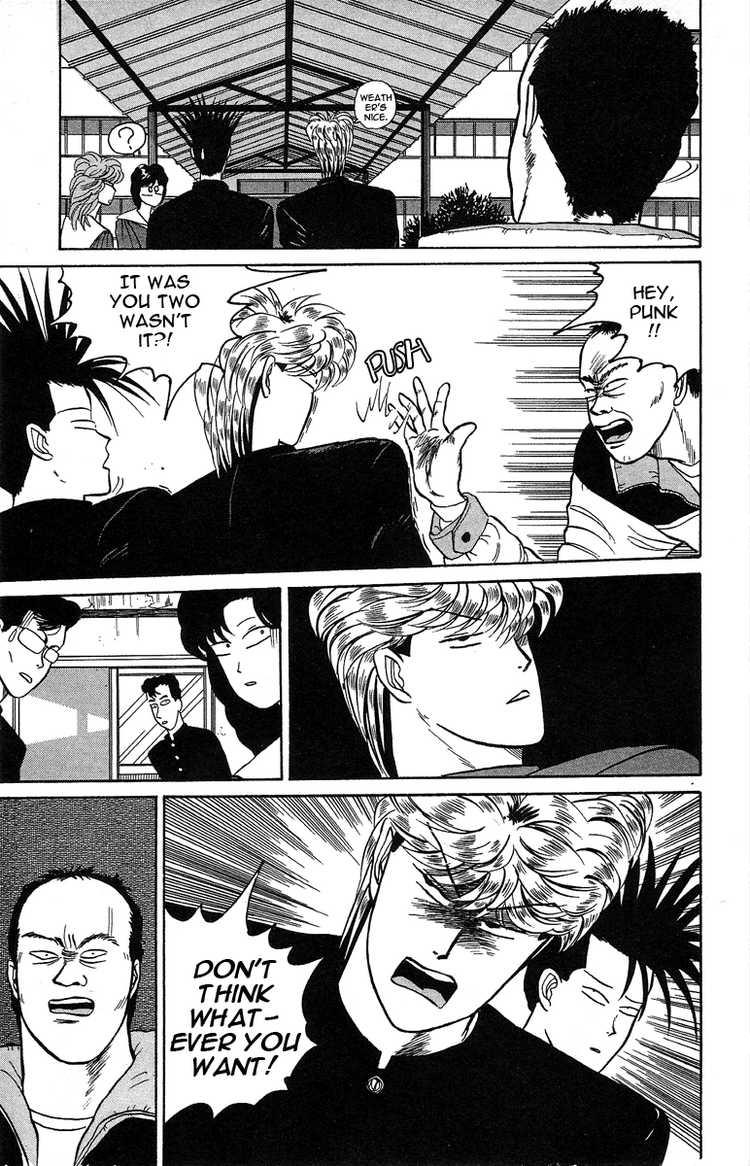 WEATH
ER'S
NICE.
?
HEY,
PUNK
!!
PUSH
IT WAS
YOU TWO
WASN'T
IT?!
DON'T
THINK
WHAT-
EVER YOU
WANT!